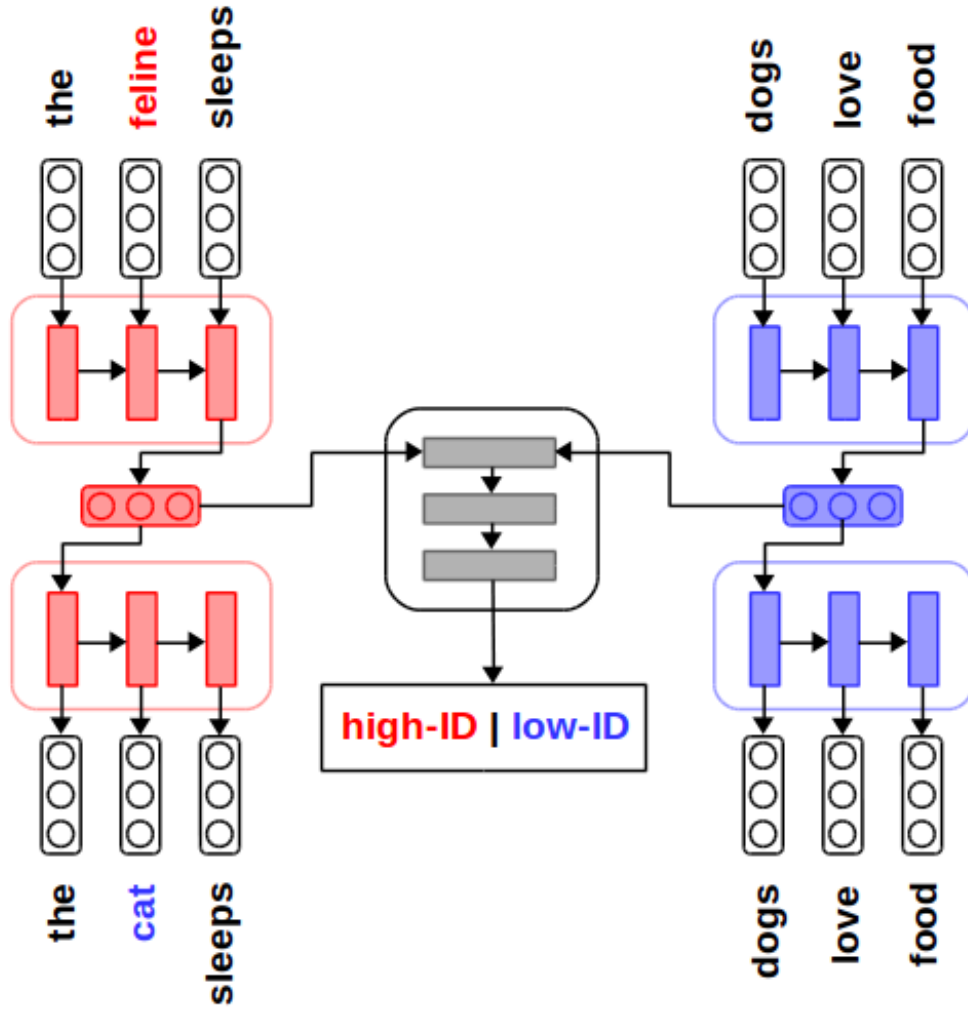 the feline sleeps
dogs love food
high-ID | low-ID
the cat sleeps
dogs love food